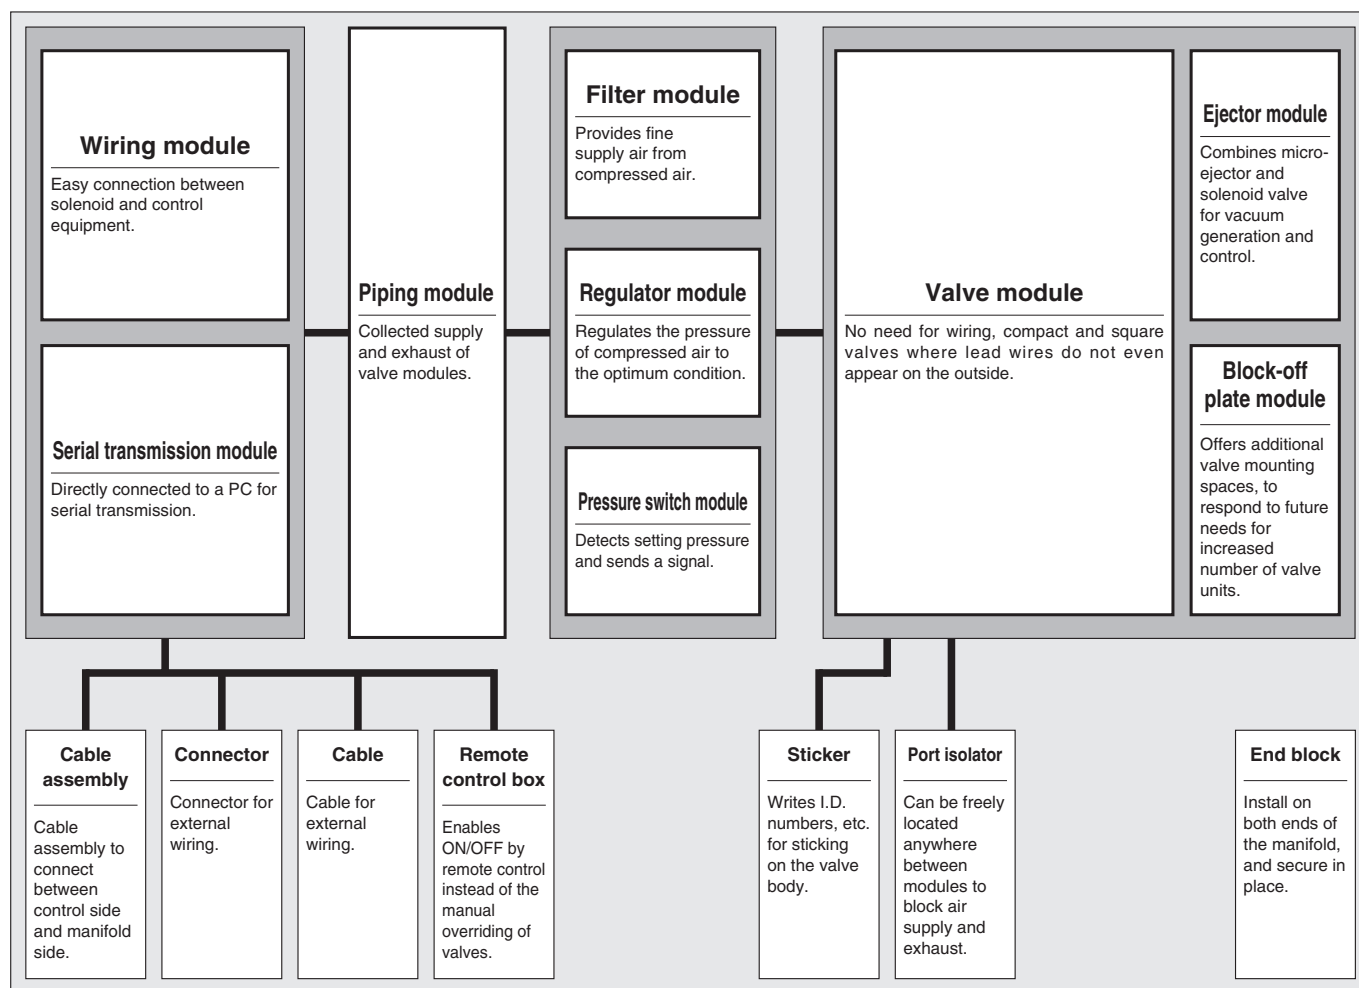 Wiring module
Easy connection between
solenoid and control
equipment.
Serial transmission module
Directly connected to a PC for
serial transmission.
Piping module
Collected supply
and exhaust of
valve modules.
Filter module
Provides fine
supply air from
compressed air.
Regulator module
Regulates the pressure
of compressed air to
the optimum condition.
Pressure switch module
Detects setting pressure
and sends a signal.
Valve module
No need for wiring, compact and square
valves where lead wires do not even
appear on the outside.
Ejector module
Combines micro-
ejector and
solenoid valve
for vacuum
generation and
control.
Block-off
plate module
Offers additional
valve mounting
spaces, to
respond to future
needs for
increased
number of valve
units.
Cable
assembly
Cable
assembly to
connect
between
control side
and manifold
side.
Connector
Connector for
external
wiring.
Cable
Cable for
external
wiring.
Remote
control box
Enables
ON/OFF by
remote control
instead of the
manual
overriding of
valves.
Sticker
Writes I.D.
numbers, etc.
for sticking
on the valve
body.
Port isolator
Can be freely
located
anywhere
between
modules to
block air
supply and
exhaust.
End block
Install on
both ends of
the manifold,
and secure in
place.